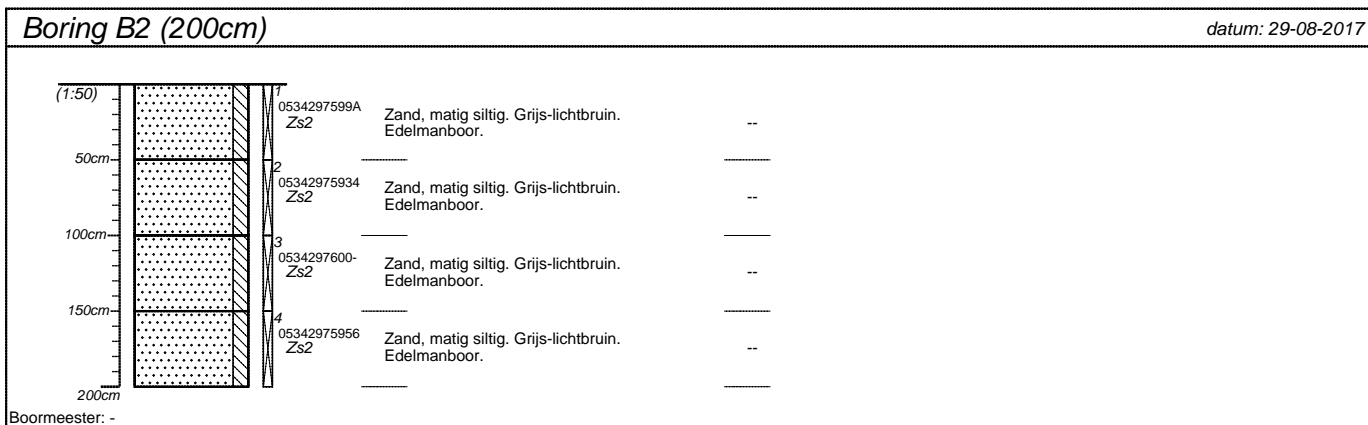 Boring B2 (200cm)
datum: 29-08-2017
(1:50)
1
0534297599A
Zs2
Zand, matig siltig. Grijs-lichtbruin.
Edelmanboor.
--
50cm
2
05342975934
Zs2
Zand, matig siltig. Grijs-lichtbruin.
Edelmanboor.
--
100cm
3
0534297600-
Zs2
Zand, matig siltig. Grijs-lichtbruin.
Edelmanboor.
--
150cm
4
05342975956
Zs2
Zand, matig siltig. Grijs-lichtbruin.
Edelmanboor.
--
200cm
Boormeester: -